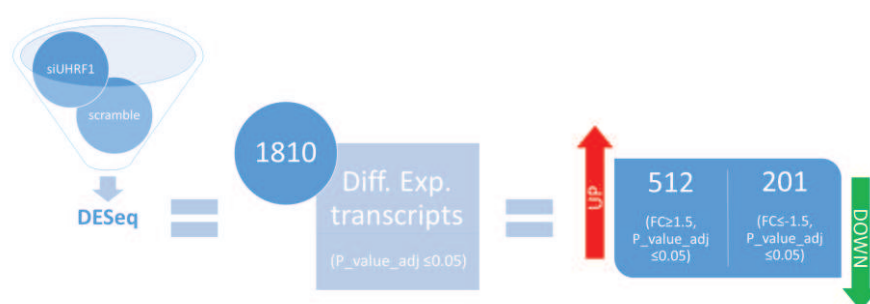 siUHRF1
scramble
DESeq
1810
Diff. Exp.
transcripts
(P_value_adj ≤0.05)
UP
512
(FC≥1.5,
P_value_adj
≤0.05)
201
(FC≤-1.5,
P_value_adj
≤0.05)
DOWN